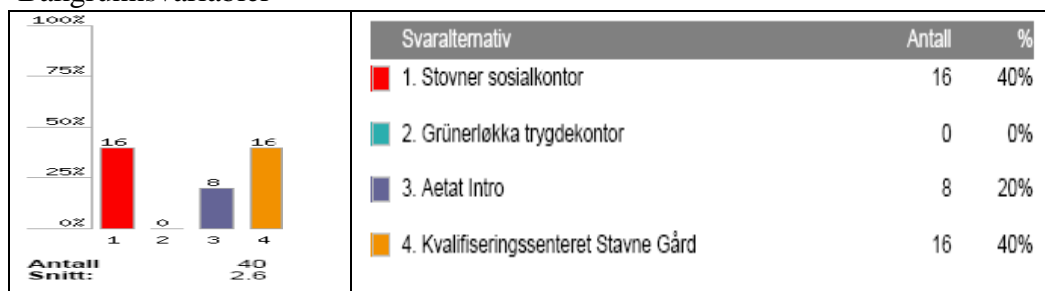 Bakgrunnsvariabler
100%
75%
50%
25%
0%
16
0
8
16
1 2 3 4
Antall 40
Snitt: 2.6
Svaralternativ Antall %
1. Stovner sosialkontor 16 40%
2. Grünerløkka trygdekontor 0 0%
3. Aetat Intro 8 20%
4. Kvalifiseringssenteret Stavne Gård 16 40%